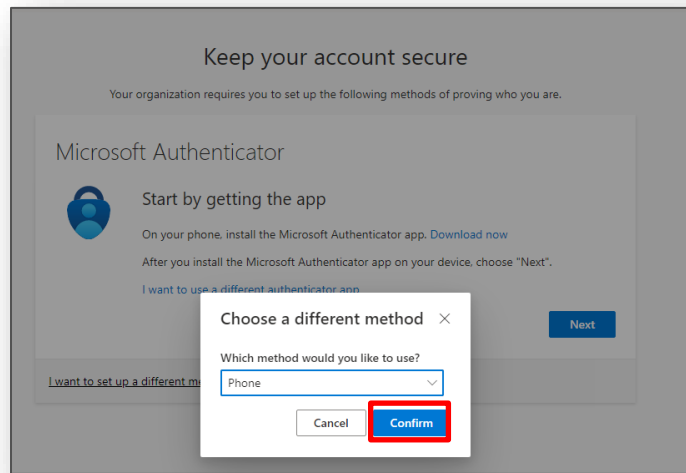 Keep your account secure
Your organization requires you to set up the following methods of proving who you are.
Microsoft Authenticator
Start by getting the app
On your phone, install the Microsoft Authenticator app. Download now
After you install the Microsoft Authenticator app on your device, choose "Next".
I want to use a different authenticator app
Choose a different method
Next
Which method would you like to use?
I want to set up a different
Phone
Cancel
Confirm